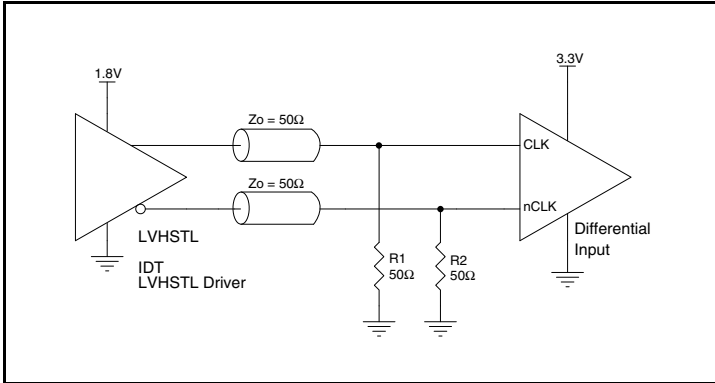 1.8V
3.3V
Zo = 50Ω
CLK
Zo = 50Ω
nCLK
LVHSTL
IDT
LVHSTL Driver
R1
50Ω
R2
50Ω
Differential
Input